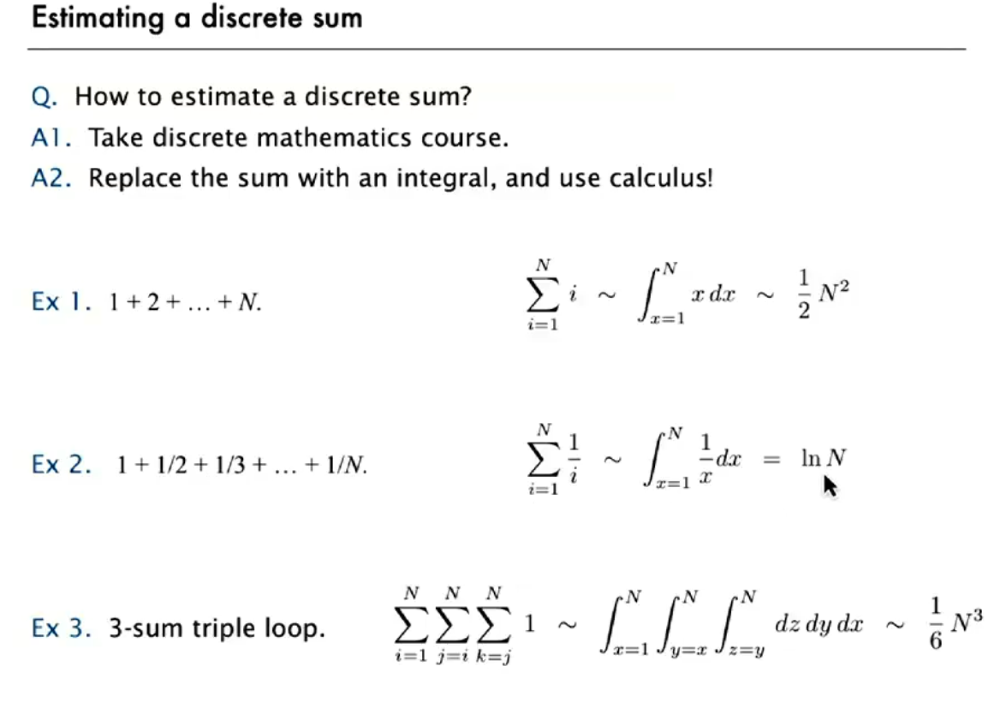 Estimating a discrete sum
Q. How to estimate a discrete sum?
A1. Take discrete mathematics course.
A2. Replace the sum with an integral, and use calculus!
Ex 1. 1 + 2 + … + N. $\sum_{i=1}^{N} i \sim \int_{x=1}^{N} x\,dx \sim \frac{1}{2} N^2$
Ex 2. 1 + 1/2 + 1/3 + … + 1/N. $\sum_{i=1}^{N} \frac{1}{i} \sim \int_{x=1}^{N} \frac{1}{x} dx = \ln N$
Ex 3. 3-sum triple loop. $\sum_{i=1}^{N} \sum_{j=i}^{N} \sum_{k=j}^{N} 1 \sim \int_{x=1}^{N} \int_{y=x}^{N} \int_{z=y}^{N} dz\,dy\,dx \sim \frac{1}{6} N^3$